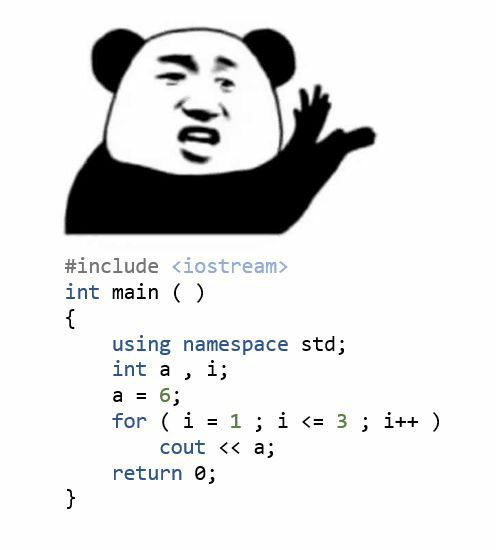 #include <iostream>
int main ( )
{
    using namespace std;
    int a , i;
    a = 6;
    for ( i = 1 ; i <= 3 ; i++ )
        cout << a;
    return 0;
}